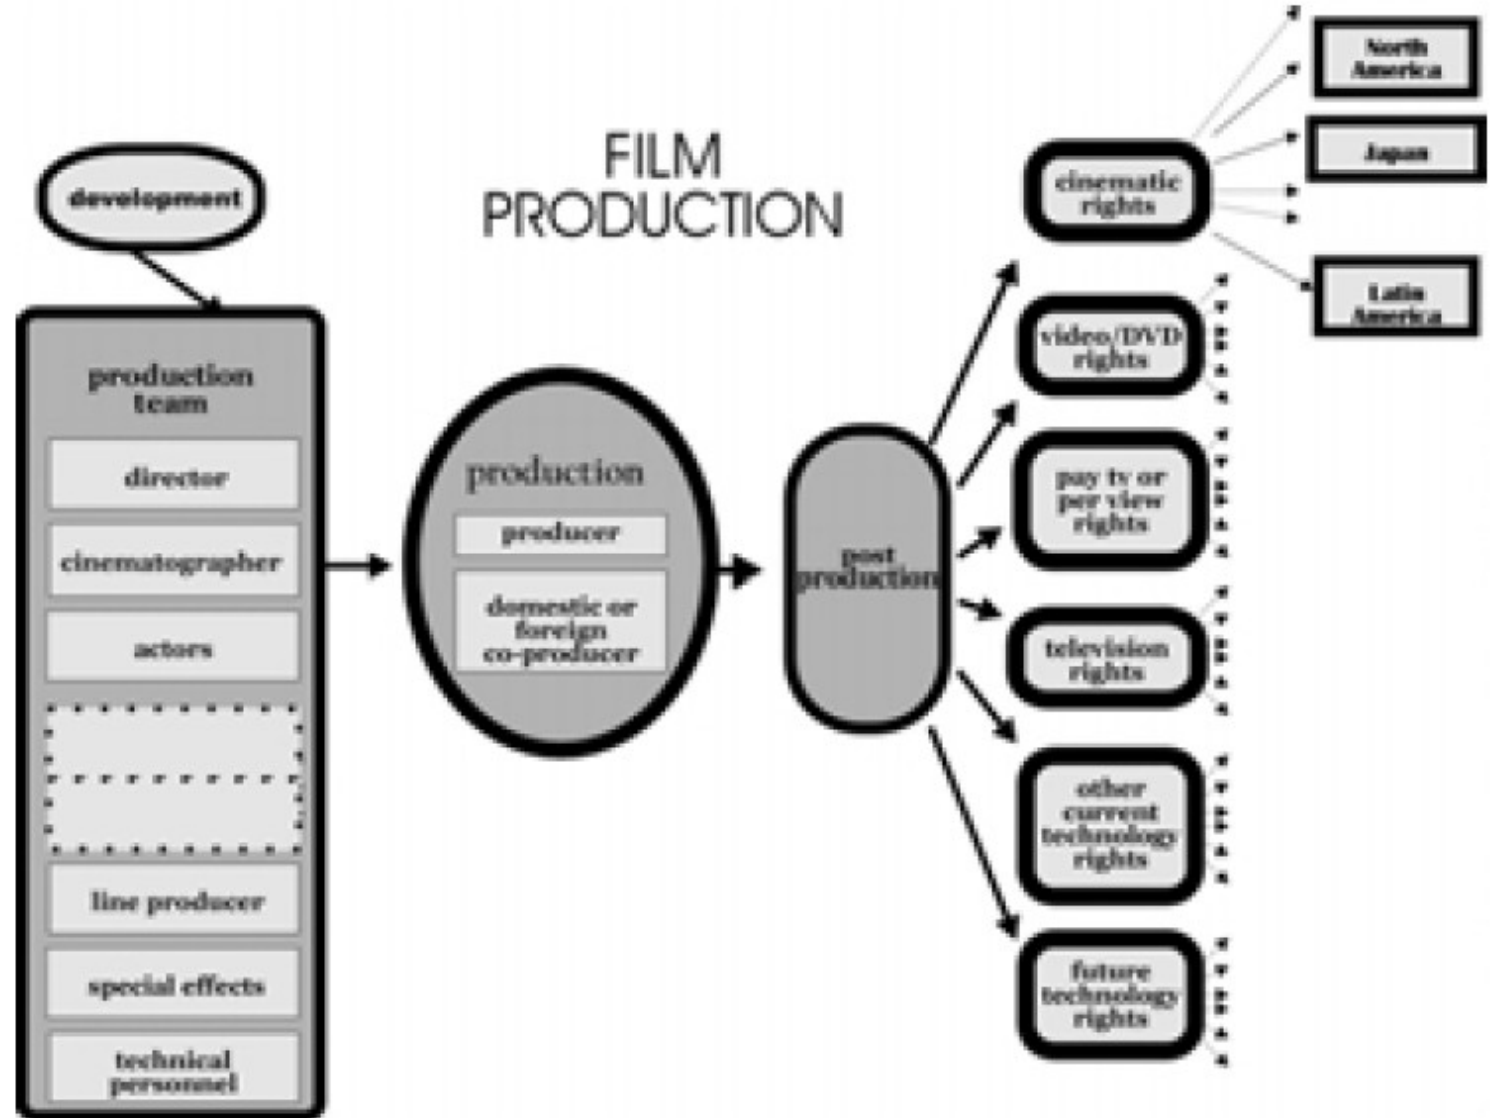 FILM
PRODUCTION
development
production
team
director
cinematographer
actors
line producer
special effects
technical
personnel
production
producer
domestic or
foreign
co-producer
post
production
cinematic
rights
video/DVD
rights
pay tv or
per view
rights
television
rights
other
current
technology
rights
future
technology
rights
North
America
Japan
Latin
America